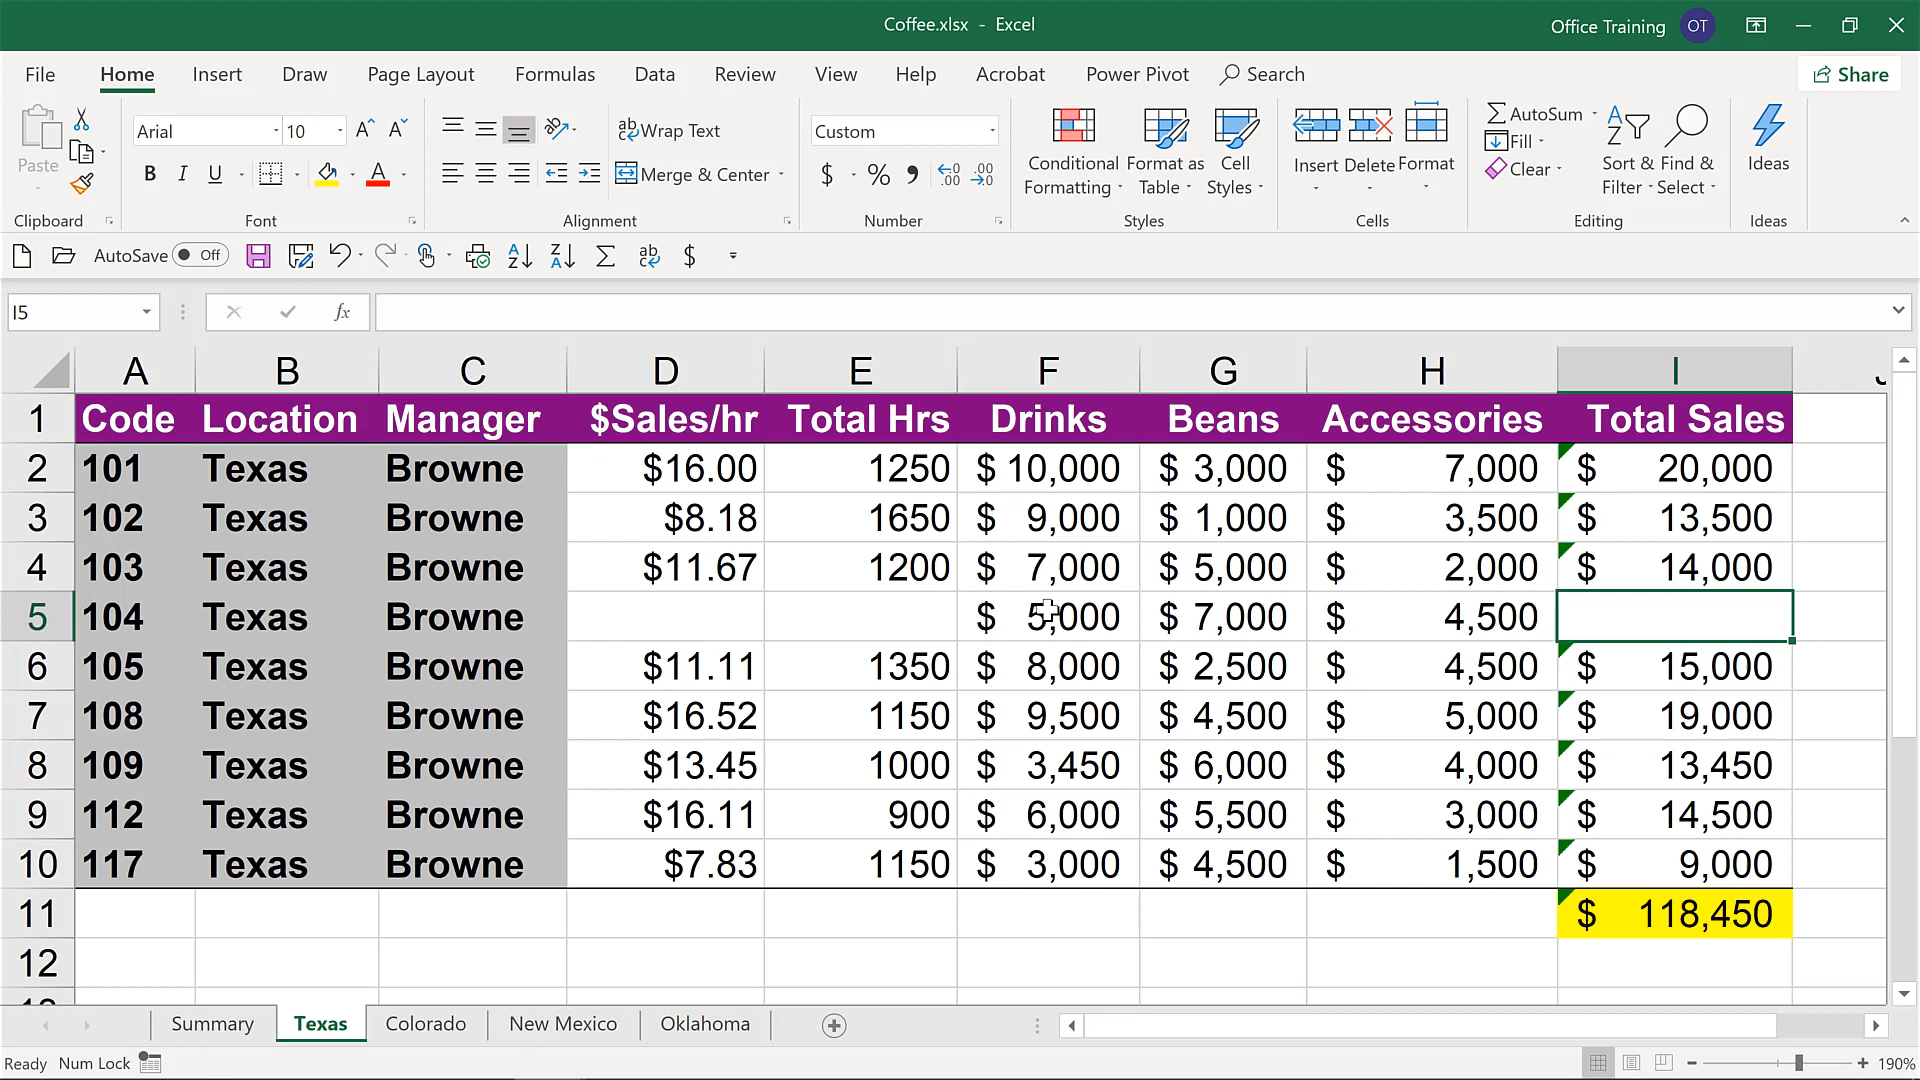 Coffee.xlsx - Excel
Office Training OT
File Home Insert Draw Page Layout Formulas Data Review View Help Acrobat Power Pivot Search Share
Paste
Clipboard
Arial 10
B I U
Font
Wrap Text
Merge & Center
Alignment
Custom
$ % ,
Number
Conditional Formatting
Format as Table
Cell Styles
Styles
Insert Delete Format
Cells
AutoSum
Fill
Clear
Sort & Filter
Find & Select
Editing
Ideas
Ideas
AutoSave Off
I5 fx
A B C D E F G H I
1 Code Location Manager $Sales/hr Total Hrs Drinks Beans Accessories Total Sales
2 101 Texas Browne $16.00 1250 $ 10,000 $ 3,000 $ 7,000 $ 20,000
3 102 Texas Browne $8.18 1650 $ 9,000 $ 1,000 $ 3,500 $ 13,500
4 103 Texas Browne $11.67 1200 $ 7,000 $ 5,000 $ 2,000 $ 14,000
5 104 Texas Browne $ 5,000 $ 7,000 $ 4,500
6 105 Texas Browne $11.11 1350 $ 8,000 $ 2,500 $ 4,500 $ 15,000
7 108 Texas Browne $16.52 1150 $ 9,500 $ 4,500 $ 5,000 $ 19,000
8 109 Texas Browne $13.45 1000 $ 3,450 $ 6,000 $ 4,000 $ 13,450
9 112 Texas Browne $16.11 900 $ 6,000 $ 5,500 $ 3,000 $ 14,500
10 117 Texas Browne $7.83 1150 $ 3,000 $ 4,500 $ 1,500 $ 9,000
11 $ 118,450
12
Summary Texas Colorado New Mexico Oklahoma
Ready Num Lock 190%